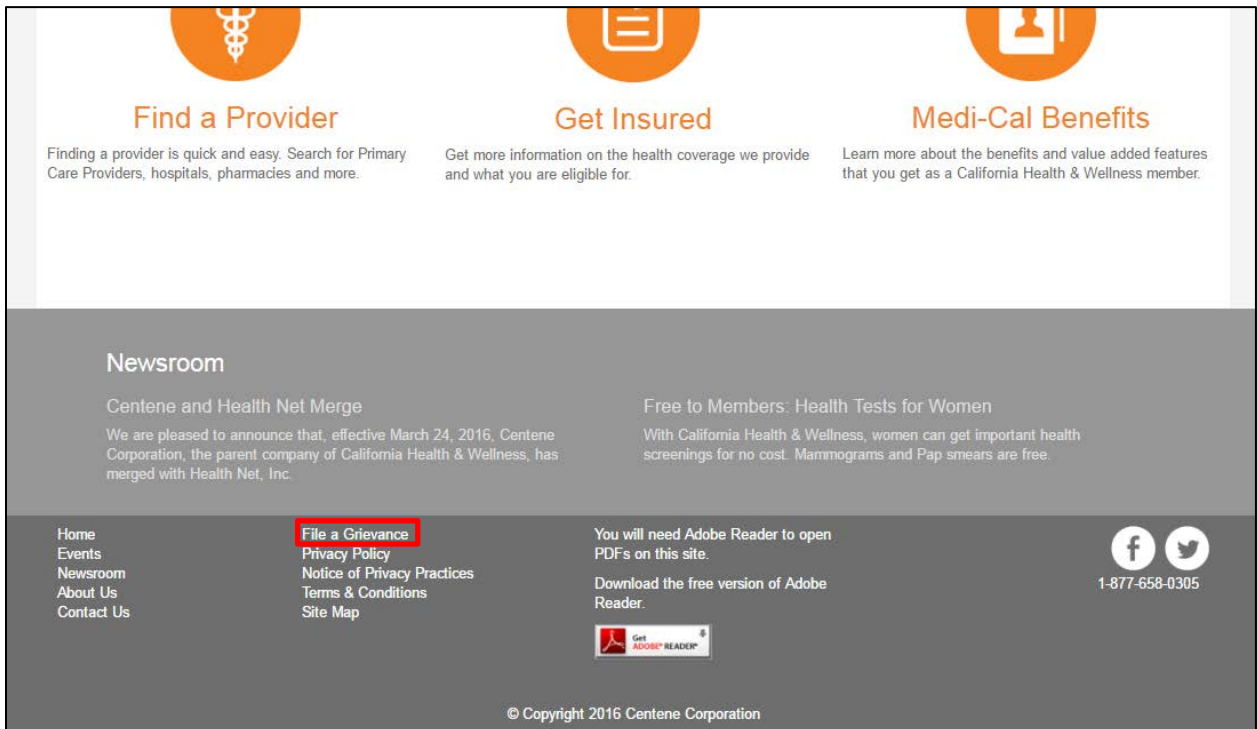 Find a Provider
Finding a provider is quick and easy. Search for Primary
Care Providers, hospitals, pharmacies and more.
Get Insured
Get more information on the health coverage we provide
and what you are eligible for.
Medi-Cal Benefits
Learn more about the benefits and value added features
that you get as a California Health & Wellness member.
Newsroom
Centene and Health Net Merge
We are pleased to announce that, effective March 24, 2016, Centene
Corporation, the parent company of California Health & Wellness, has
merged with Health Net, Inc.
Free to Members: Health Tests for Women
With California Health & Wellness, women can get important health
screenings for no cost. Mammograms and Pap smears are free.
Home
Events
Newsroom
About Us
Contact Us
File a Grievance
Privacy Policy
Notice of Privacy Practices
Terms & Conditions
Site Map
You will need Adobe Reader to open
PDFs on this site.
Download the free version of Adobe
Reader.
Get
ADOBE® READER®
f
1-877-658-0305
© Copyright 2016 Centene Corporation